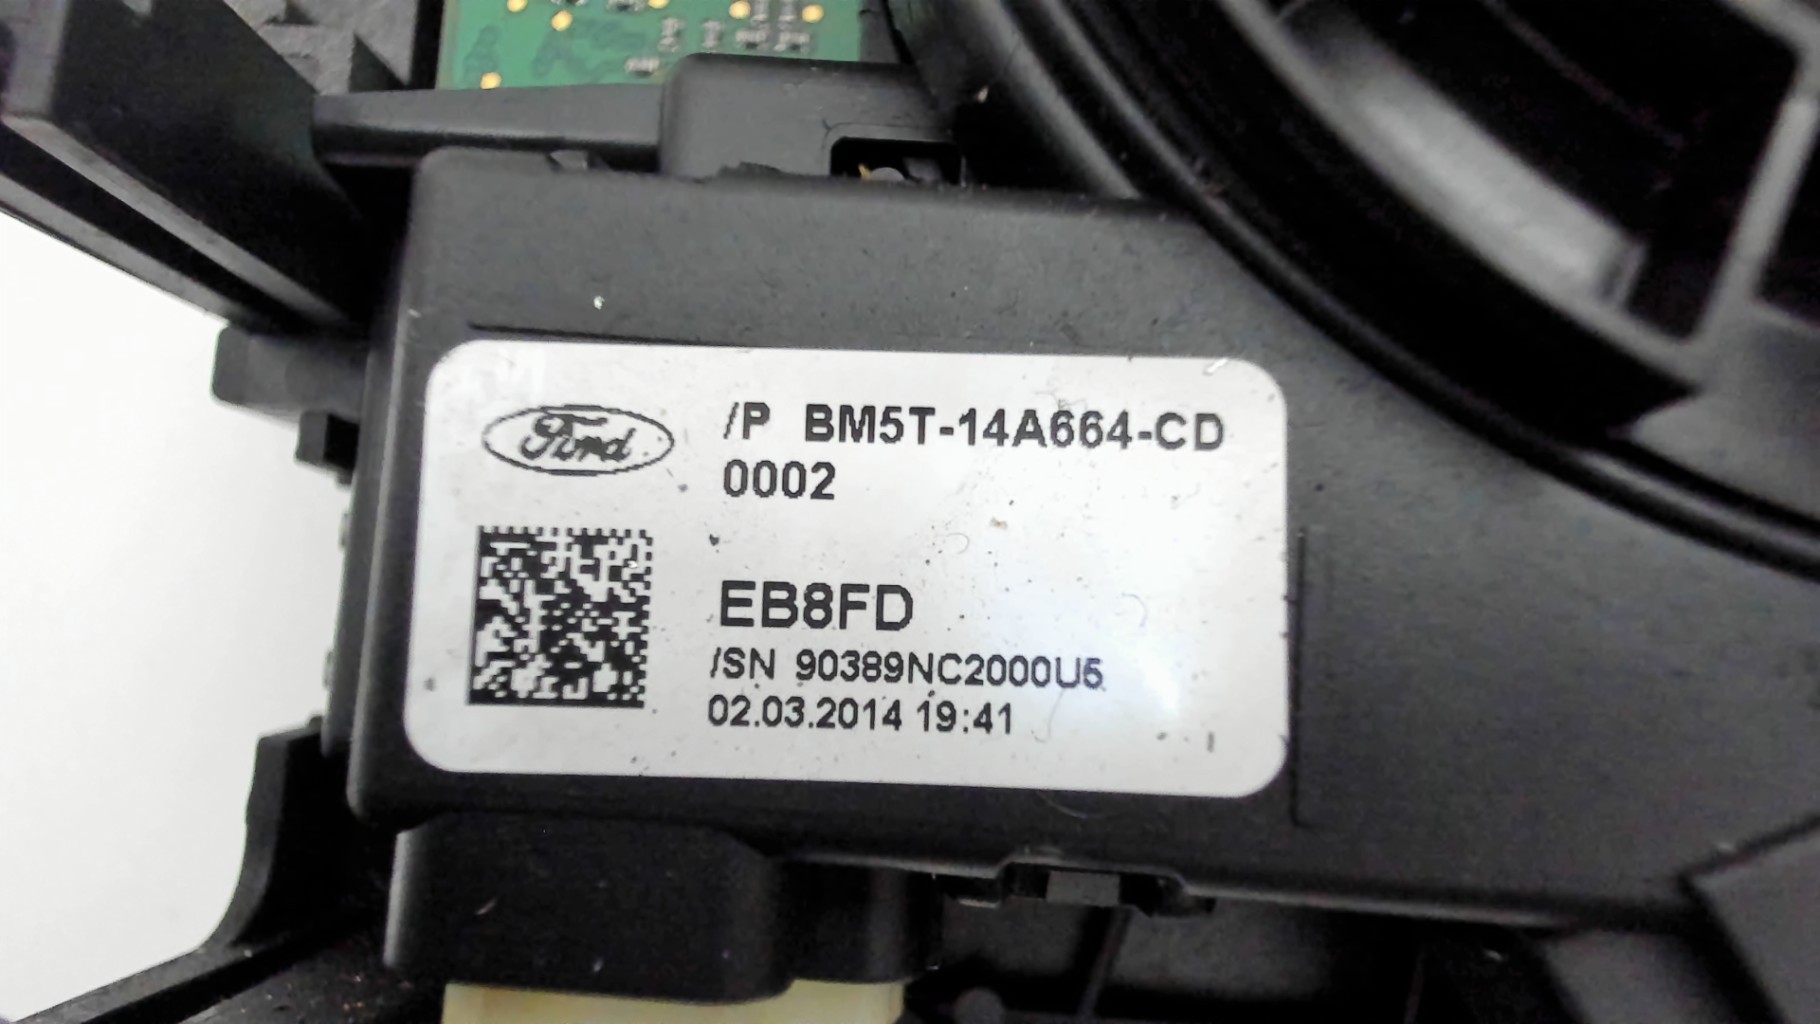 Ford
/P BM5T-14A664-CD
0002
EB8FD
/SN 90389NC2000U5
02.03.2014 19:41